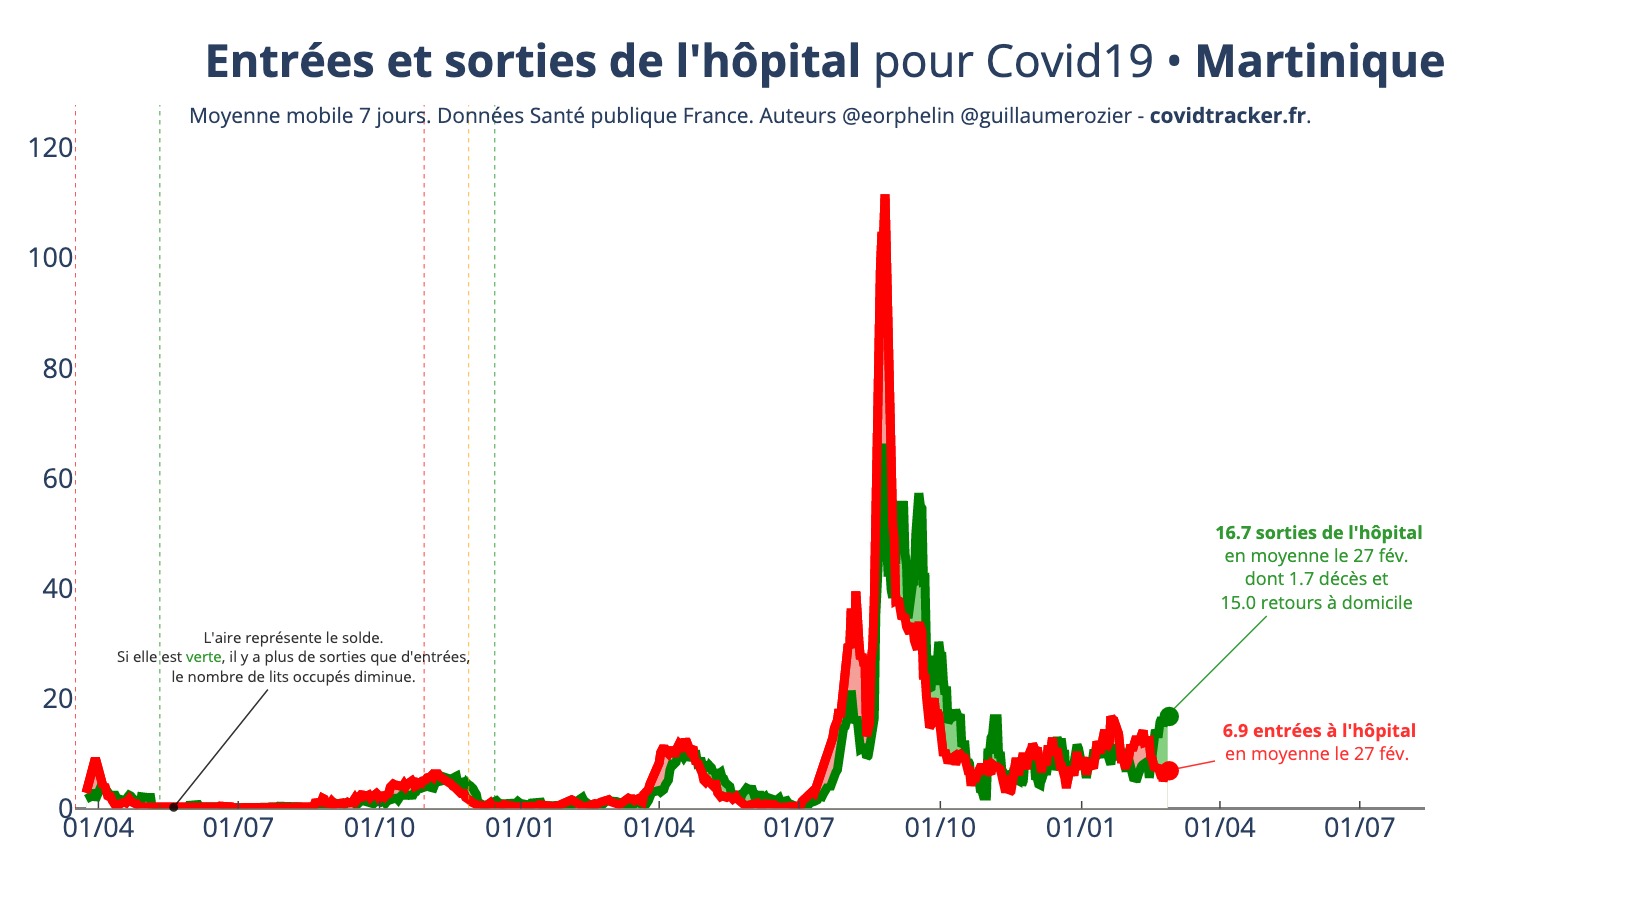 Entrées et sorties de l'hôpital pour Covid19 • Martinique
Moyenne mobile 7 jours. Données Santé publique France. Auteurs @eorphelin @guillaumerozier - covidtracker.fr.
120
100
80
60
40
20
0
16.7 sorties de l'hôpital
en moyenne le 27 fév.
dont 1.7 décès et
15.0 retours à domicile
L'aire représente le solde.
Si elle est verte, il y a plus de sorties que d'entrées,
le nombre de lits occupés diminue.
6.9 entrées à l'hôpital
en moyenne le 27 fév.
01/04 01/07 01/10 01/01 01/04 01/07 01/10 01/01 01/04 01/07